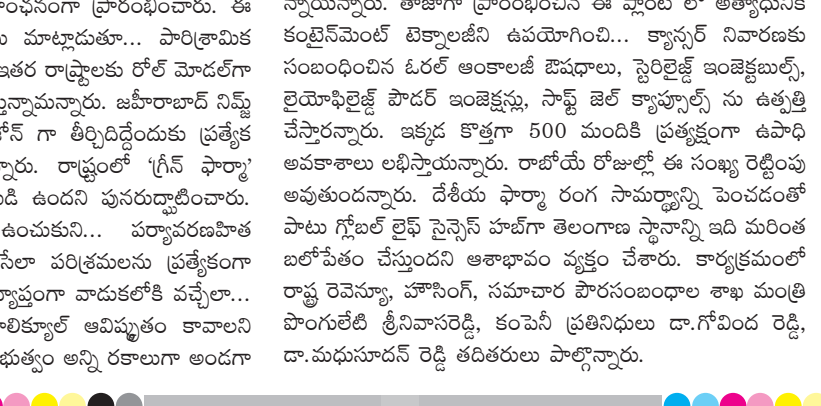 లాంఛనంగా ప్రారంభించారు. ఈ
మాట్లాడుతూ... పారిశ్రామిక
ఇతర రాష్ట్రాలకు రోల్ మోడల్‌గా
జహీరాబాద్ నిమ్జ్
జోన్ గా తీర్చిదిద్దేందుకు ప్రత్యేక
రాష్ట్రంలో ‘గ్రీన్ ఫార్మా’
ఉందని పునరుద్ఘాటించారు.
ఉంచుకుని... పర్యావరణహిత
పరిశ్రమలను ప్రత్యేకంగా
వాడుకలోకి వచ్చేలా...
ఆవిష్కృతం కావాలని
అన్ని రకాలుగా అండగా
న్నాయన్నారు. తాజాగా ప్రారంభించిన ఈ ప్లాంట్ లో అత్యాధునిక
కంటైన్‌మెంట్ టెక్నాలజీని ఉపయోగించి... క్యాన్సర్ నివారణకు
సంబంధించిన ఓరల్ ఆంకాలజీ ఔషధాలు, స్టెరిలైజ్డ్ ఇంజెక్టబుల్స్,
లైయోఫిలైజ్డ్ పౌడర్ ఇంజెక్షన్లు, సాఫ్ట్ జెల్ క్యాప్సూల్స్ ను ఉత్పత్తి
చేస్తారన్నారు. ఇక్కడ కొత్తగా 500 మందికి ప్రత్యక్షంగా ఉపాధి
అవకాశాలు లభిస్తాయన్నారు. రాబోయే రోజుల్లో ఈ సంఖ్య రెట్టింపు
అవుతుందన్నారు. దేశీయ ఫార్మా రంగ సామర్థ్యాన్ని పెంచడంతో
పాటు గ్లోబల్ లైఫ్ సైన్సెస్ హబ్‌గా తెలంగాణ స్థానాన్ని ఇది మరింత
బలోపేతం చేస్తుందని ఆశాభావం వ్యక్తం చేశారు. కార్యక్రమంలో
రాష్ట్ర రెవెన్యూ, హౌసింగ్, సమాచార పౌరసంబంధాల శాఖ మంత్రి
పొంగులేటి శ్రీనివాసరెడ్డి, కంపెనీ ప్రతినిధులు డా.గోవింద రెడ్డి,
డా.మధుసూదన్ రెడ్డి తదితరులు పాల్గొన్నారు.